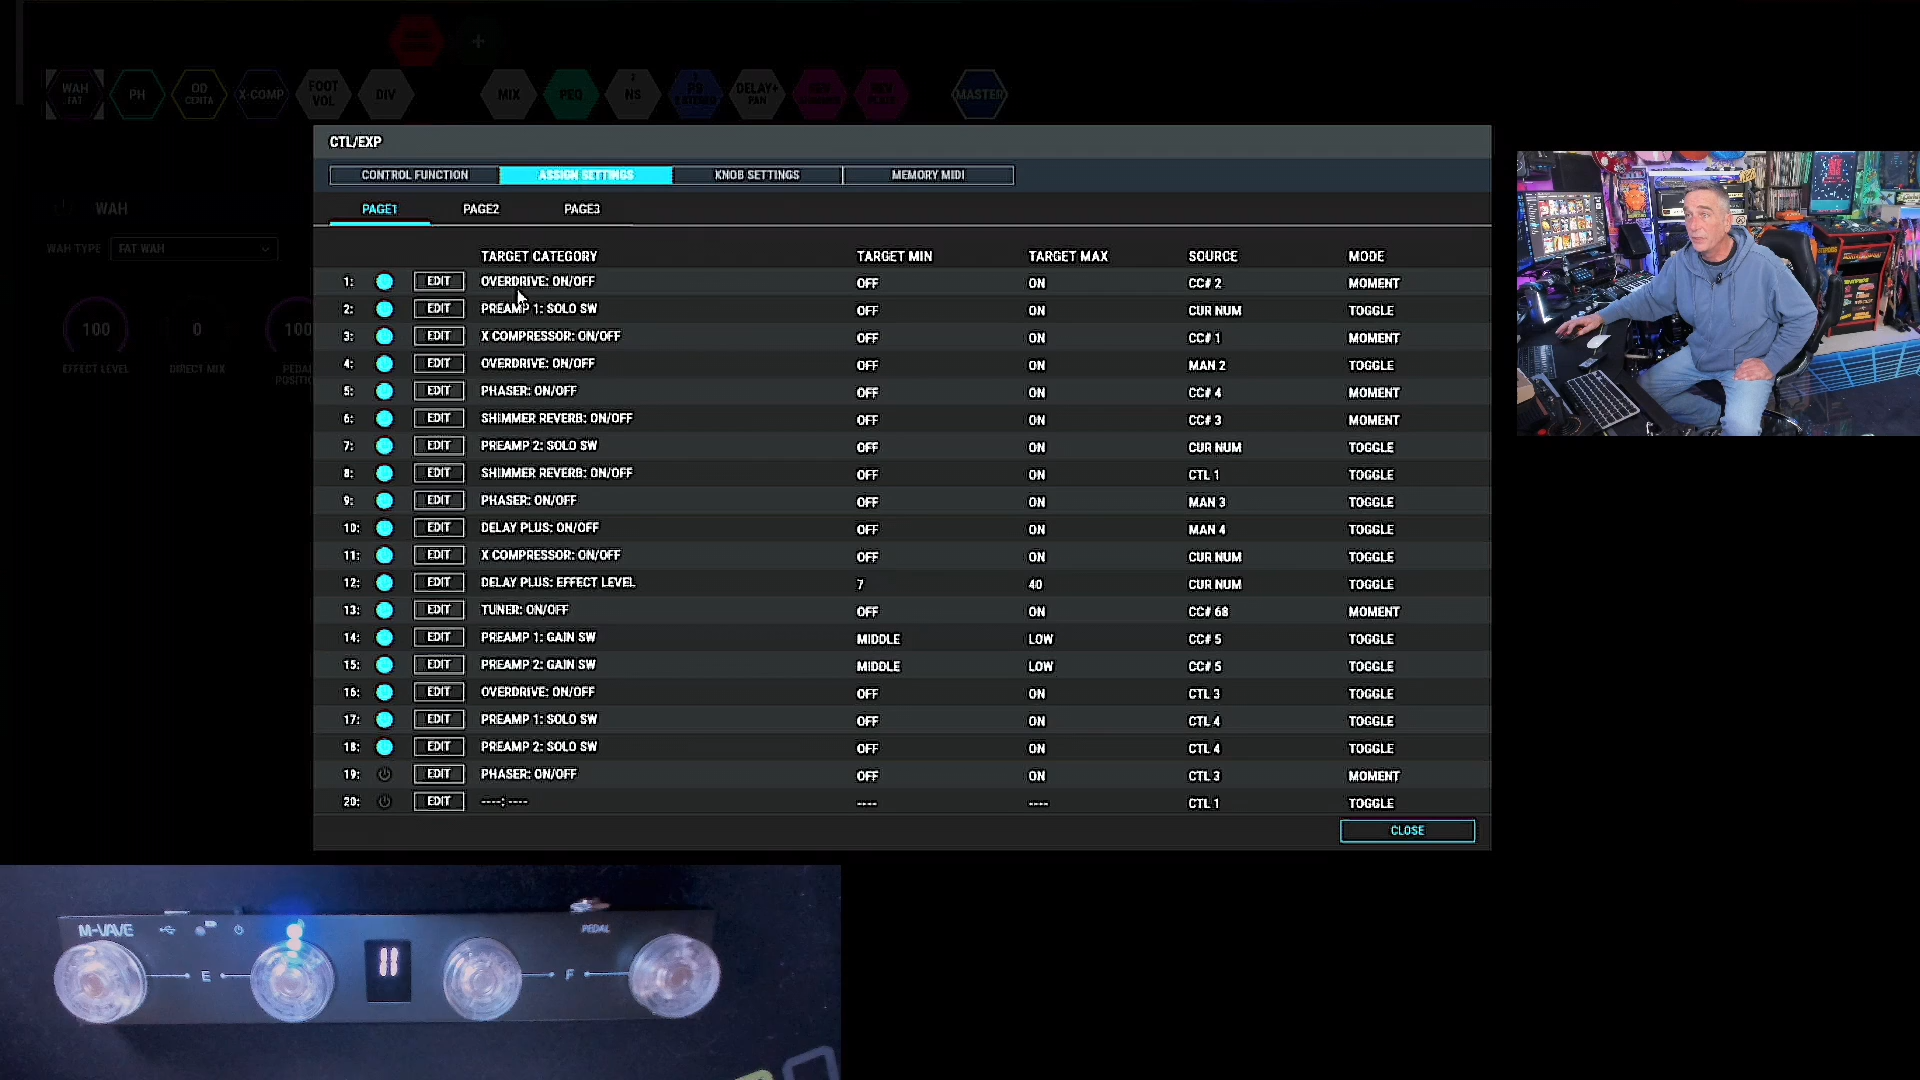 +
WAH
FAT
PH
OD
CENTA
X-COMP
FOOT
VOL
DIV
MIX
PEQ
NS
DELAY+
PAN
MASTER
CTL/EXP
CONTROL FUNCTION ASSIGN SETTINGS KNOB SETTINGS MEMORY MIDI
PAGE1 PAGE2 PAGE3
WAH
WAH TYPE FAT WAH
100 0 100
EFFECT LEVEL DIRECT MIX
TARGET CATEGORY TARGET MIN TARGET MAX SOURCE MODE
1: EDIT OVERDRIVE: ON/OFF OFF ON CC# 2 MOMENT
2: EDIT PREAMP 1: SOLO SW OFF ON CUR NUM TOGGLE
3: EDIT X COMPRESSOR: ON/OFF OFF ON CC# 1 MOMENT
4: EDIT OVERDRIVE: ON/OFF OFF ON MAN 2 TOGGLE
5: EDIT PHASER: ON/OFF OFF ON CC# 4 MOMENT
6: EDIT SHIMMER REVERB: ON/OFF OFF ON CC# 3 MOMENT
7: EDIT PREAMP 2: SOLO SW OFF ON CUR NUM TOGGLE
8: EDIT SHIMMER REVERB: ON/OFF OFF ON CTL 1 TOGGLE
9: EDIT PHASER: ON/OFF OFF ON MAN 3 TOGGLE
10: EDIT DELAY PLUS: ON/OFF OFF ON MAN 4 TOGGLE
11: EDIT X COMPRESSOR: ON/OFF OFF ON CUR NUM TOGGLE
12: EDIT DELAY PLUS: EFFECT LEVEL 7 40 CUR NUM TOGGLE
13: EDIT TUNER: ON/OFF OFF ON CC# 68 MOMENT
14: EDIT PREAMP 1: GAIN SW MIDDLE LOW CC# 5 TOGGLE
15: EDIT PREAMP 2: GAIN SW MIDDLE LOW CC# 5 TOGGLE
16: EDIT OVERDRIVE: ON/OFF OFF ON CTL 3 TOGGLE
17: EDIT PREAMP 1: SOLO SW OFF ON CTL 4 TOGGLE
18: EDIT PREAMP 2: SOLO SW OFF ON CTL 4 TOGGLE
19: EDIT PHASER: ON/OFF OFF ON CTL 3 MOMENT
20: EDIT ----: ---- ---- ---- CTL 1 TOGGLE
CLOSE
M-VAVE PEDAL
E F